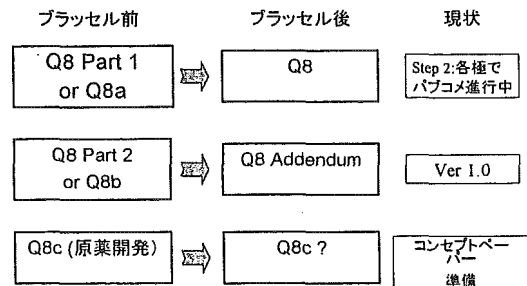 ブラッセル前 ブラッセル後 現状
Q8 Part 1
or Q8a
Q8
Step 2:各極で
パブコメ進行中
Q8 Part 2
or Q8b
Q8 Addendum
Ver 1.0
Q8c (原薬開発)
Q8c ?
コンセプトペー
パー
準備